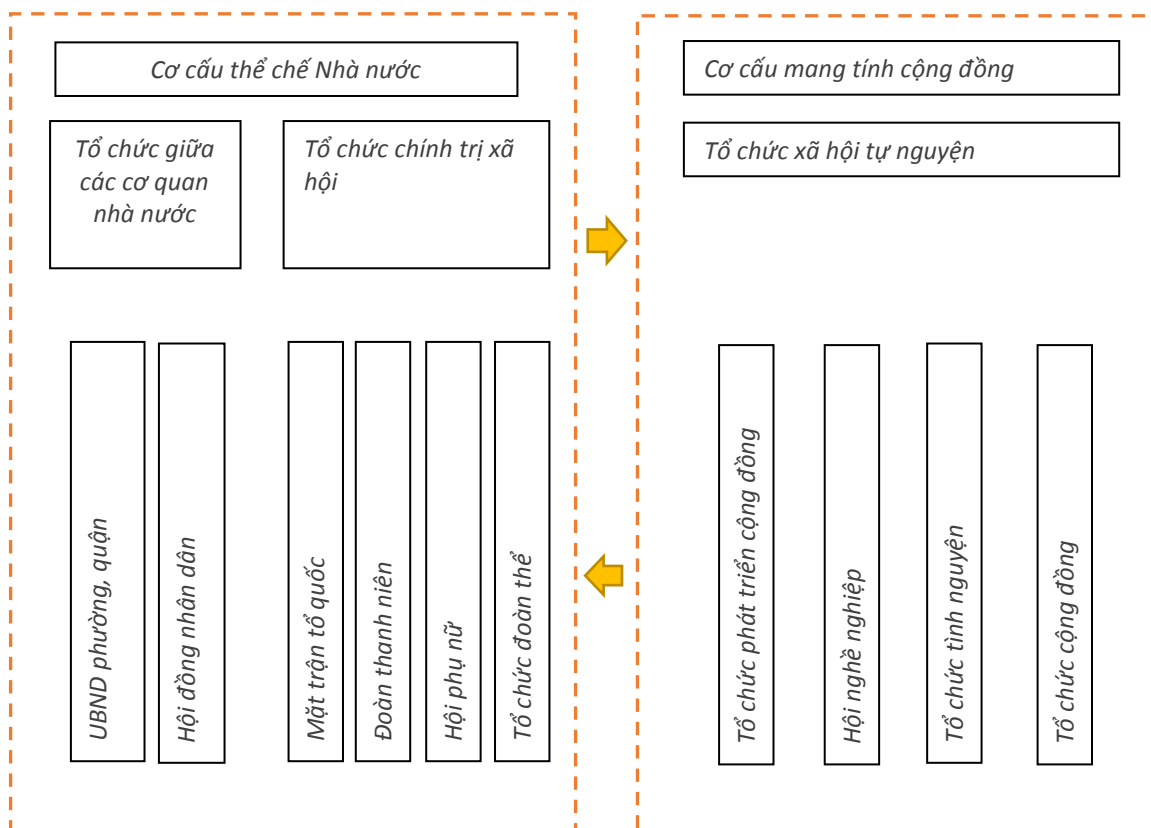 Cơ cấu thể chế Nhà nước
Tổ chức giữa
các cơ quan
nhà nước
Tổ chức chính trị xã
hội
UBND phường, quận
Hội đồng nhân dân
Mặt trận tổ quốc
Đoàn thanh niên
Hội phụ nữ
Tổ chức đoàn thể
Cơ cấu mang tính cộng đồng
Tổ chức xã hội tự nguyện
Tổ chức phát triển cộng đồng
Hội nghề nghiệp
Tổ chức tình nguyện
Tổ chức cộng đồng